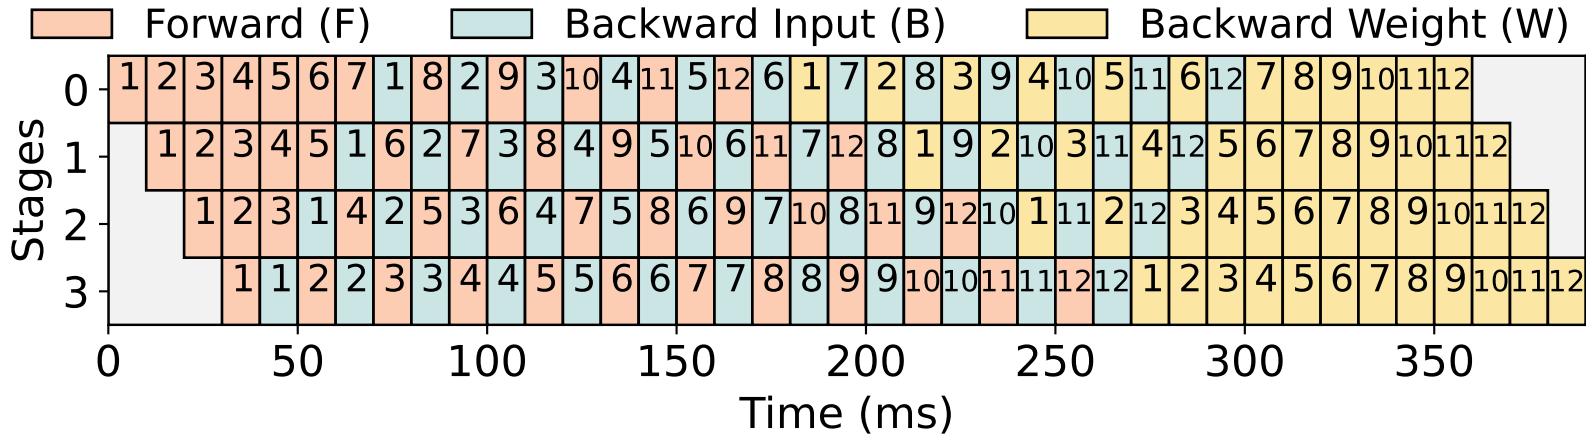 Forward (F) Backward Input (B) Backward Weight (W)
0 1 2 3 4 5 6 7 1 8 2 9 3 10 4 11 5 12 6 1 7 2 8 3 9 4 10 5 11 6 12 7 8 9 10 11 12
1 1 2 3 4 5 1 6 2 7 3 8 4 9 5 10 6 11 7 12 8 1 9 2 10 3 11 4 12 5 6 7 8 9 10 11 12
2 1 2 3 1 4 2 5 3 6 4 7 5 8 6 9 7 10 8 11 9 12 10 1 11 2 12 3 4 5 6 7 8 9 10 11 12
3 1 1 2 2 3 3 4 4 5 5 6 6 7 7 8 8 9 9 10 10 11 11 12 12 1 2 3 4 5 6 7 8 9 10 11 12
Stages
0 50 100 150 200 250 300 350
Time (ms)